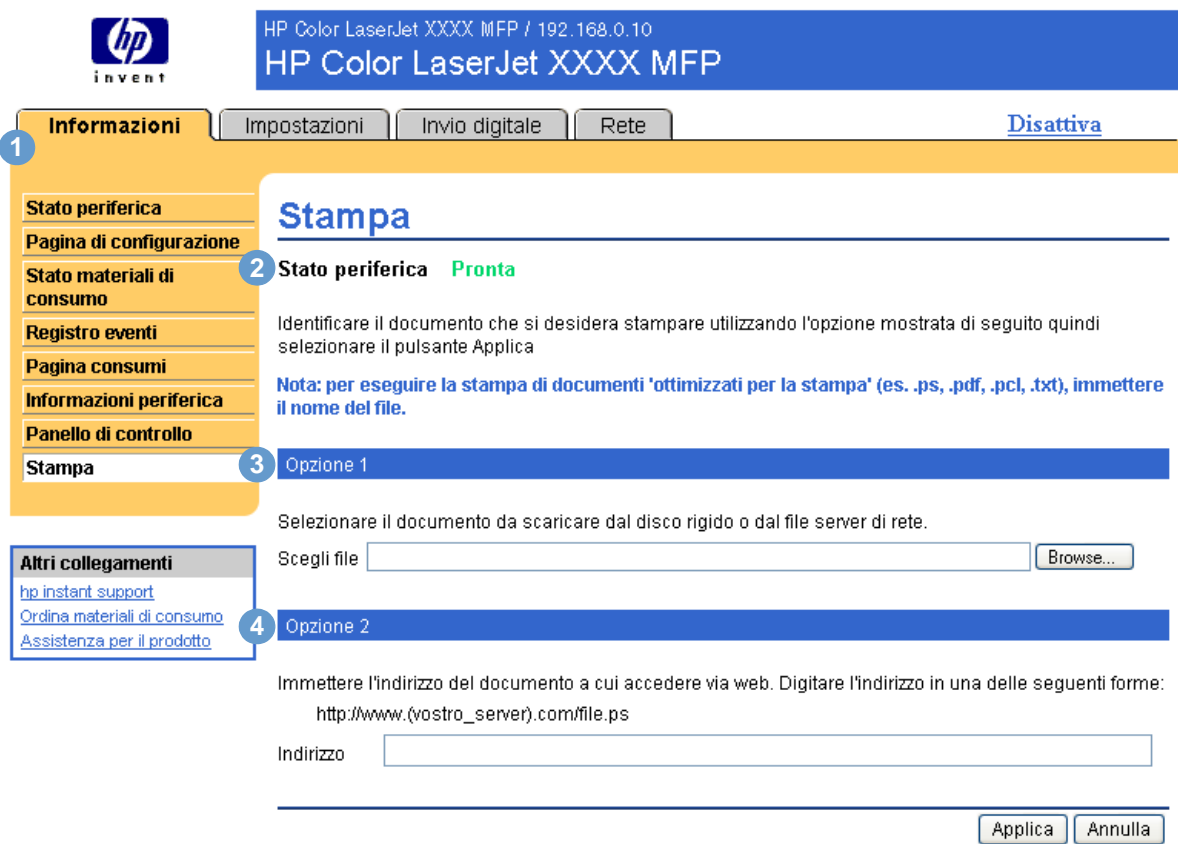 hp
invent
HP Color LaserJet XXXX MFP / 192.168.0.10
HP Color LaserJet XXXX MFP
Informazioni
Impostazioni
Invio digitale
Rete
Disattiva
1
Stato periferica
Pagina di configurazione
Stato materiali di
consumo
Registro eventi
Pagina consumi
Informazioni periferica
Panello di controllo
Stampa
Altri collegamenti
hp instant support
Ordina materiali di consumo
Assistenza per il prodotto
Stampa
2 Stato periferica Pronta
Identificare il documento che si desidera stampare utilizzando l'opzione mostrata di seguito quindi
selezionare il pulsante Applica
Nota: per eseguire la stampa di documenti 'ottimizzati per la stampa' (es. .ps, .pdf, .pcl, .txt), immettere
il nome del file.
3 Opzione 1
Selezionare il documento da scaricare dal disco rigido o dal file server di rete.
Scegli file Browse...
4 Opzione 2
Immettere l'indirizzo del documento a cui accedere via web. Digitare l'indirizzo in una delle seguenti forme:
http://www.(vostro_server).com/file.ps
Indirizzo
Applica Annulla